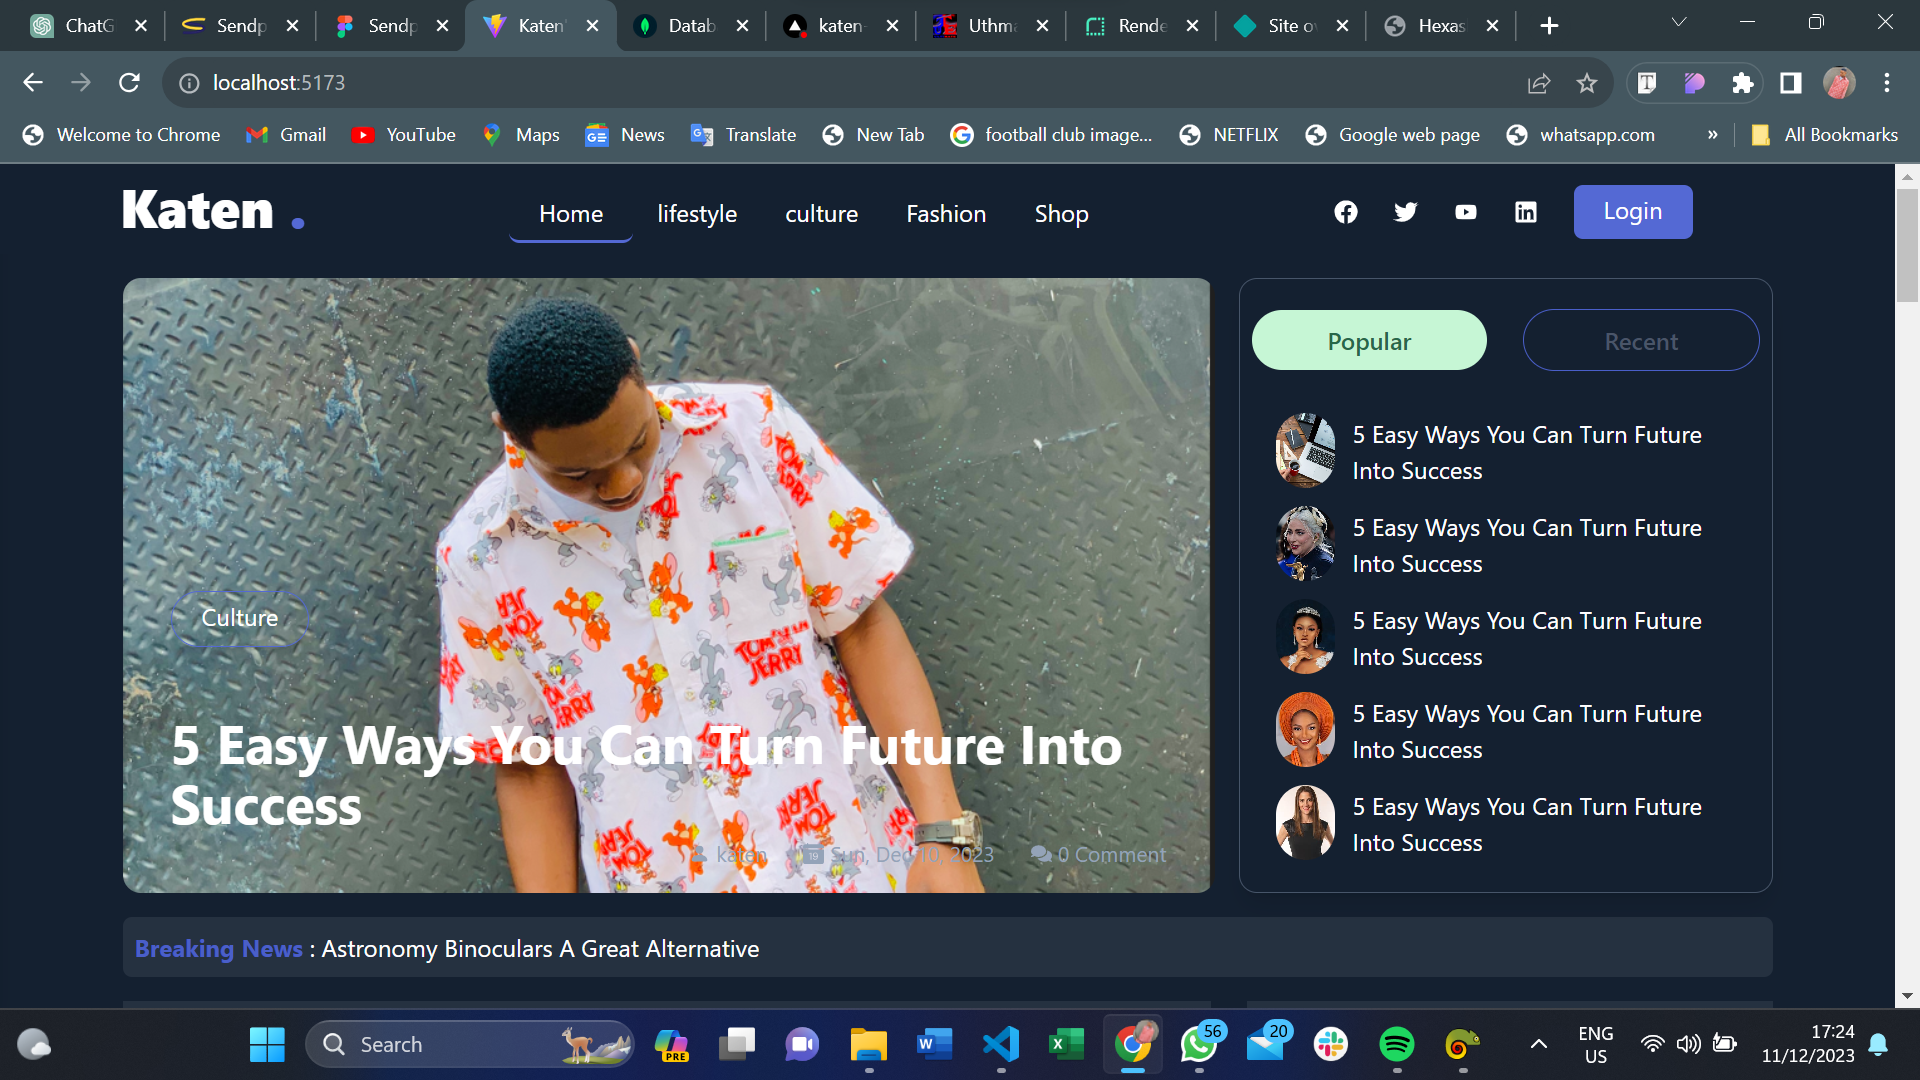 ChatG
Sendp
Sendp
Katen'
Datab
katen-
Uthma
Rende
Site o
Hexas
localhost:5173
Welcome to Chrome
Gmail
YouTube
Maps
News
Translate
New Tab
football club image...
NETFLIX
Google web page
whatsapp.com
»
All Bookmarks
Katen .
Home
lifestyle
culture
Fashion
Shop
Login
Culture
5 Easy Ways You Can Turn Future Into
Success
katen
Sun, Dec 10, 2023
0 Comment
TOM
JERRY
Popular
Recent
5 Easy Ways You Can Turn Future
Into Success
5 Easy Ways You Can Turn Future
Into Success
5 Easy Ways You Can Turn Future
Into Success
5 Easy Ways You Can Turn Future
Into Success
5 Easy Ways You Can Turn Future
Into Success
Breaking News : Astronomy Binoculars A Great Alternative
Search
PRE
56
20
ENG
US
17:24
11/12/2023